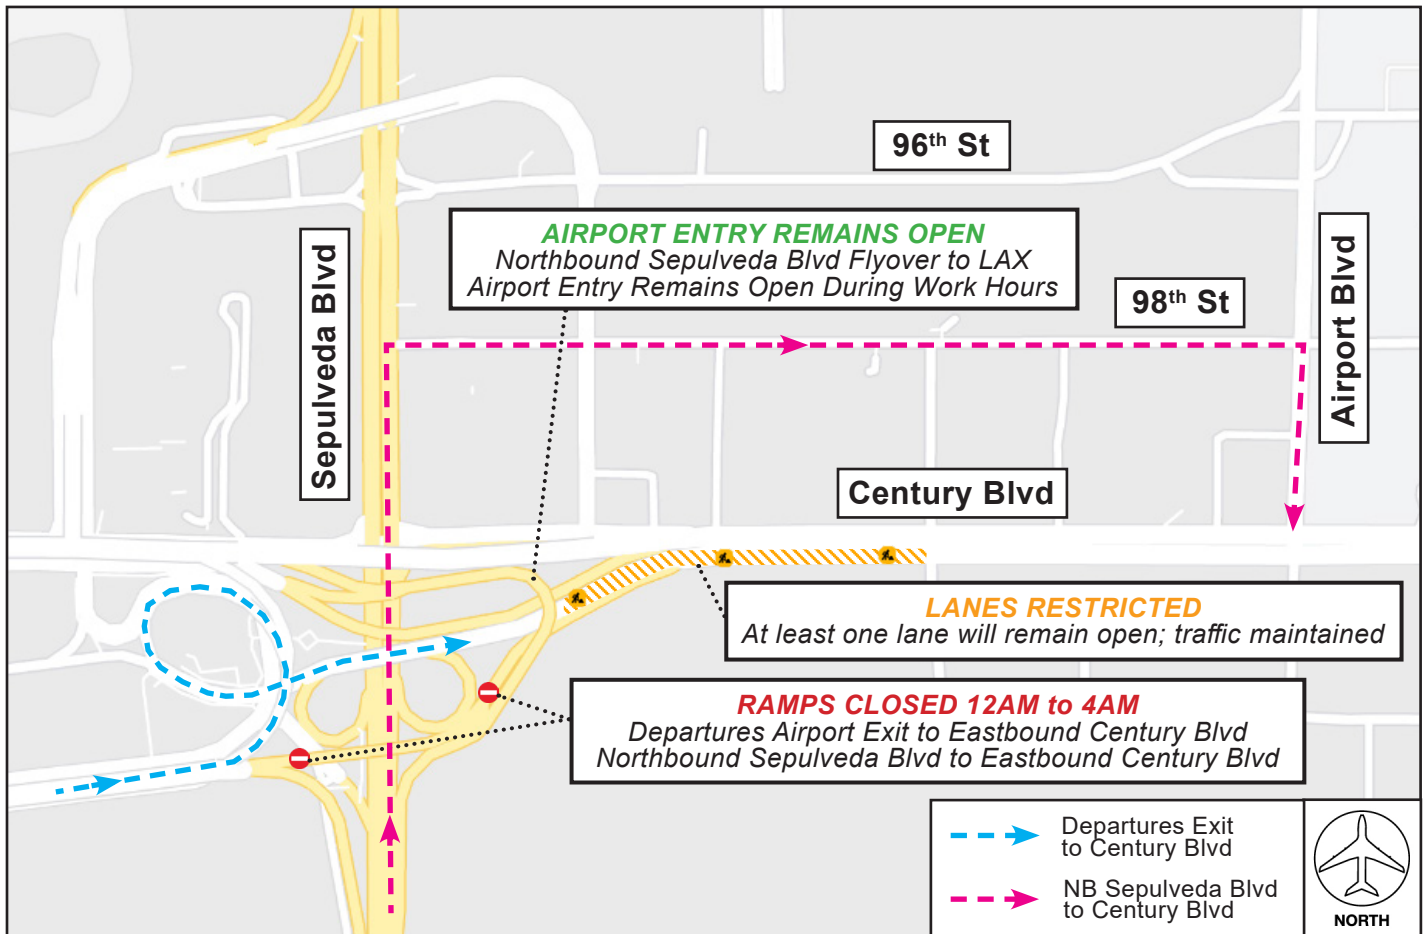 96th St
AIRPORT ENTRY REMAINS OPEN
Northbound Sepulveda Blvd Flyover to LAX
Airport Entry Remains Open During Work Hours
Sepulveda Blvd
98th St
Airport Blvd
Century Blvd
LANES RESTRICTED
At least one lane will remain open; traffic maintained
RAMPS CLOSED 12AM to 4AM
Departures Airport Exit to Eastbound Century Blvd
Northbound Sepulveda Blvd to Eastbound Century Blvd
Departures Exit
to Century Blvd
NB Sepulveda Blvd
to Century Blvd
NORTH